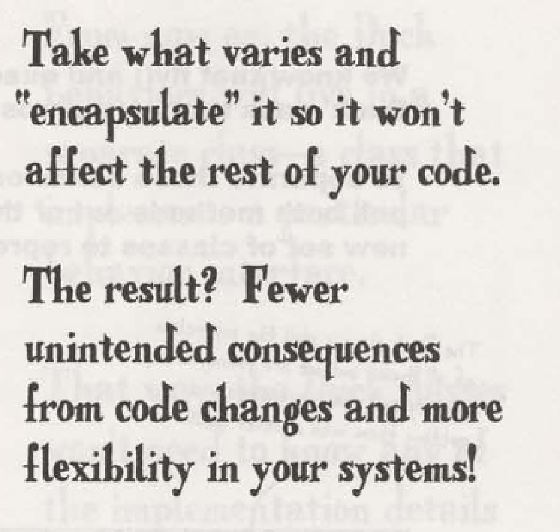 Take what varies and
"encapsulate" it so it won't
affect the rest of your code.
The result? Fewer
unintended consequences
from code changes and more
flexibility in your systems!